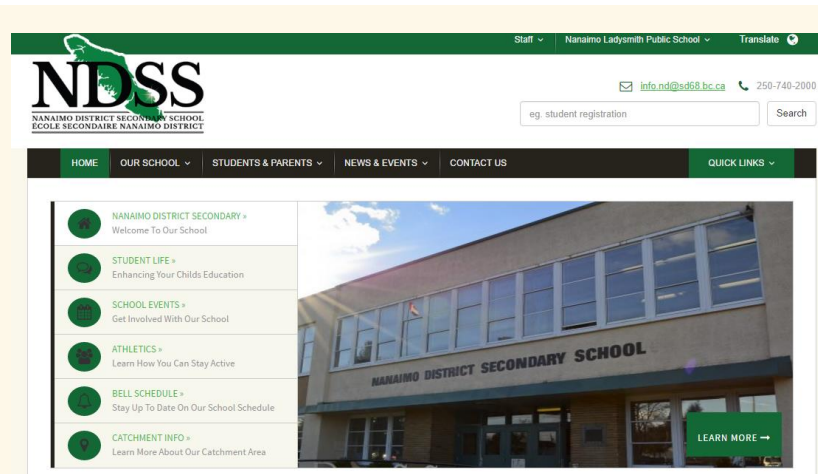 Staff
Nanaimo Ladysmith Public School
Translate
NDSS
NANAIMO DISTRICT SECONDARY SCHOOL
ÉCOLE SECONDAIRE NANAIMO DISTRICT
info.nd@sd68.bc.ca
250-740-2000
eg. student registration
Search
HOME
OUR SCHOOL
STUDENTS & PARENTS
NEWS & EVENTS
CONTACT US
QUICK LINKS
NANAIMO DISTRICT SECONDARY »
Welcome To Our School
STUDENT LIFE »
Enhancing Your Childs Education
SCHOOL EVENTS »
Get Involved With Our School
ATHLETICS »
Learn How You Can Stay Active
BELL SCHEDULE »
Stay Up To Date On Our School Schedule
CATCHMENT INFO »
Learn More About Our Catchment Area
NANAIMO DISTRICT SECONDARY SCHOOL
LEARN MORE →